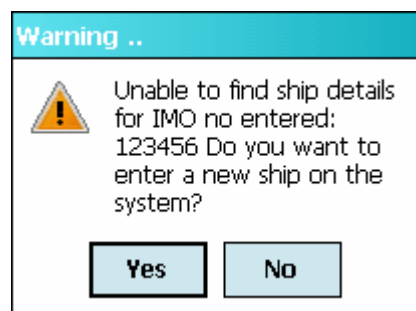 Warning ..
Unable to find ship details
for IMO no entered:
123456 Do you want to
enter a new ship on the
system?
Yes No